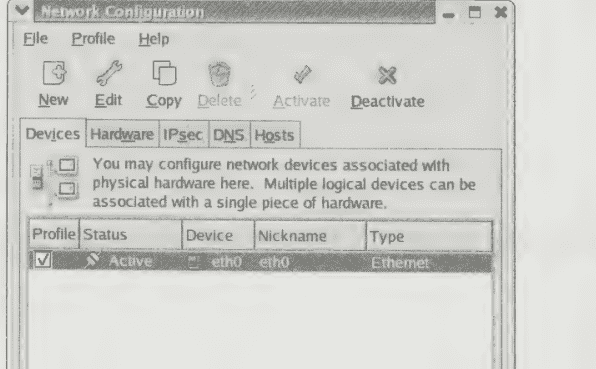 Network Configuration
File Profile Help
New Edit Copy Delete Activate Deactivate
Devices Hardware IPsec DNS Hosts
You may configure network devices associated with
physical hardware here. Multiple logical devices can be
associated with a single piece of hardware.
Profile Status Device Nickname Type
Active eth0 eth0 Ethernet